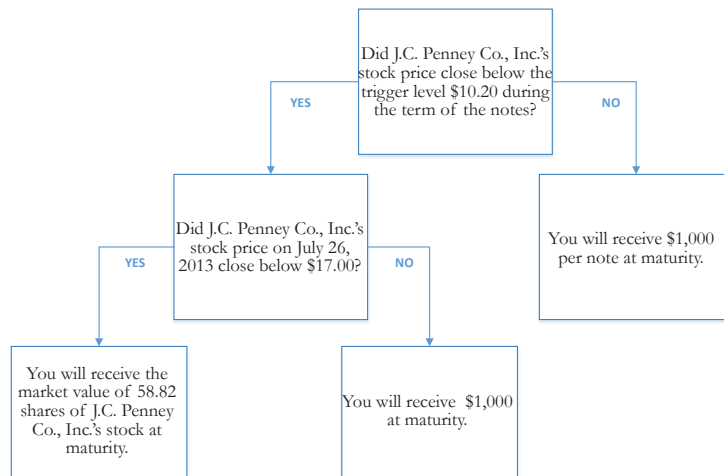 Did J.C. Penney Co., Inc.'s
stock price close below the
trigger level $10.20 during
the term of the notes?
YES
NO
Did J.C. Penney Co., Inc.'s
stock price on July 26,
2013 close below $17.00?
You will receive $1,000
per note at maturity.
YES
NO
You will receive the
market value of 58.82
shares of J.C. Penney
Co., Inc.'s stock at
maturity.
You will receive $1,000
at maturity.